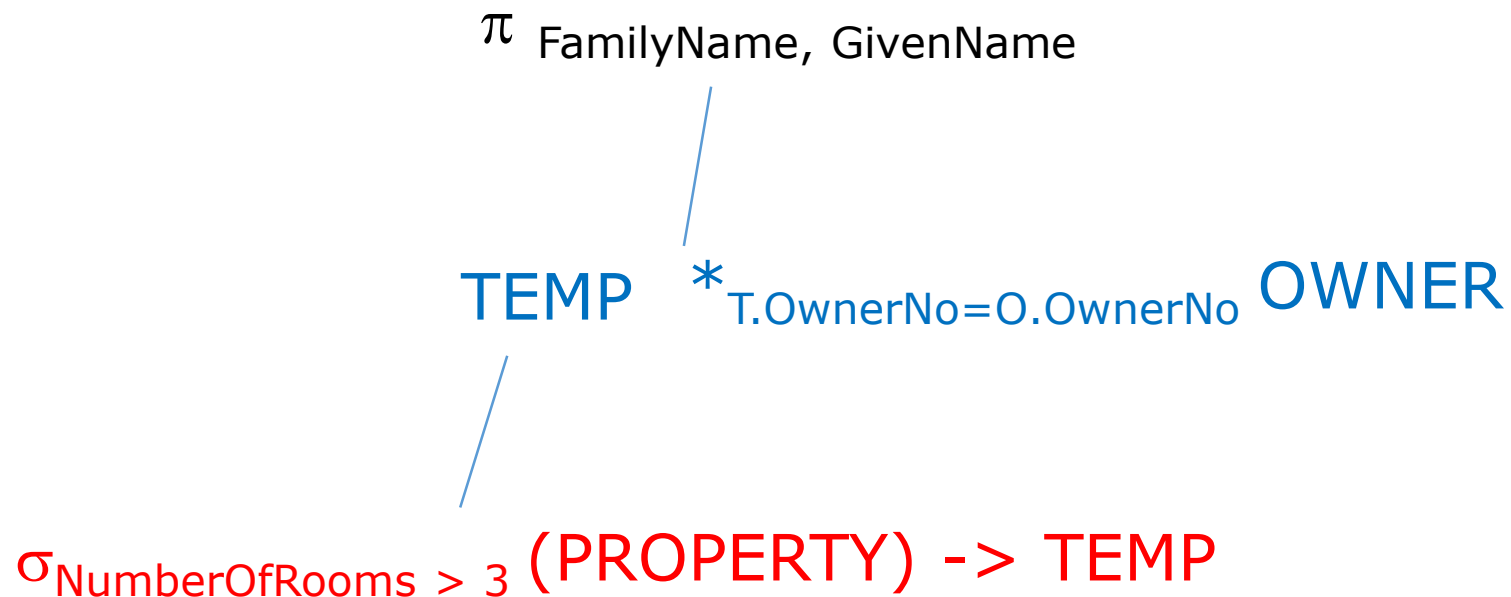 π FamilyName, GivenName
TEMP *T.OwnerNo=O.OwnerNo OWNER
σNumberOfRooms > 3 (PROPERTY) -> TEMP